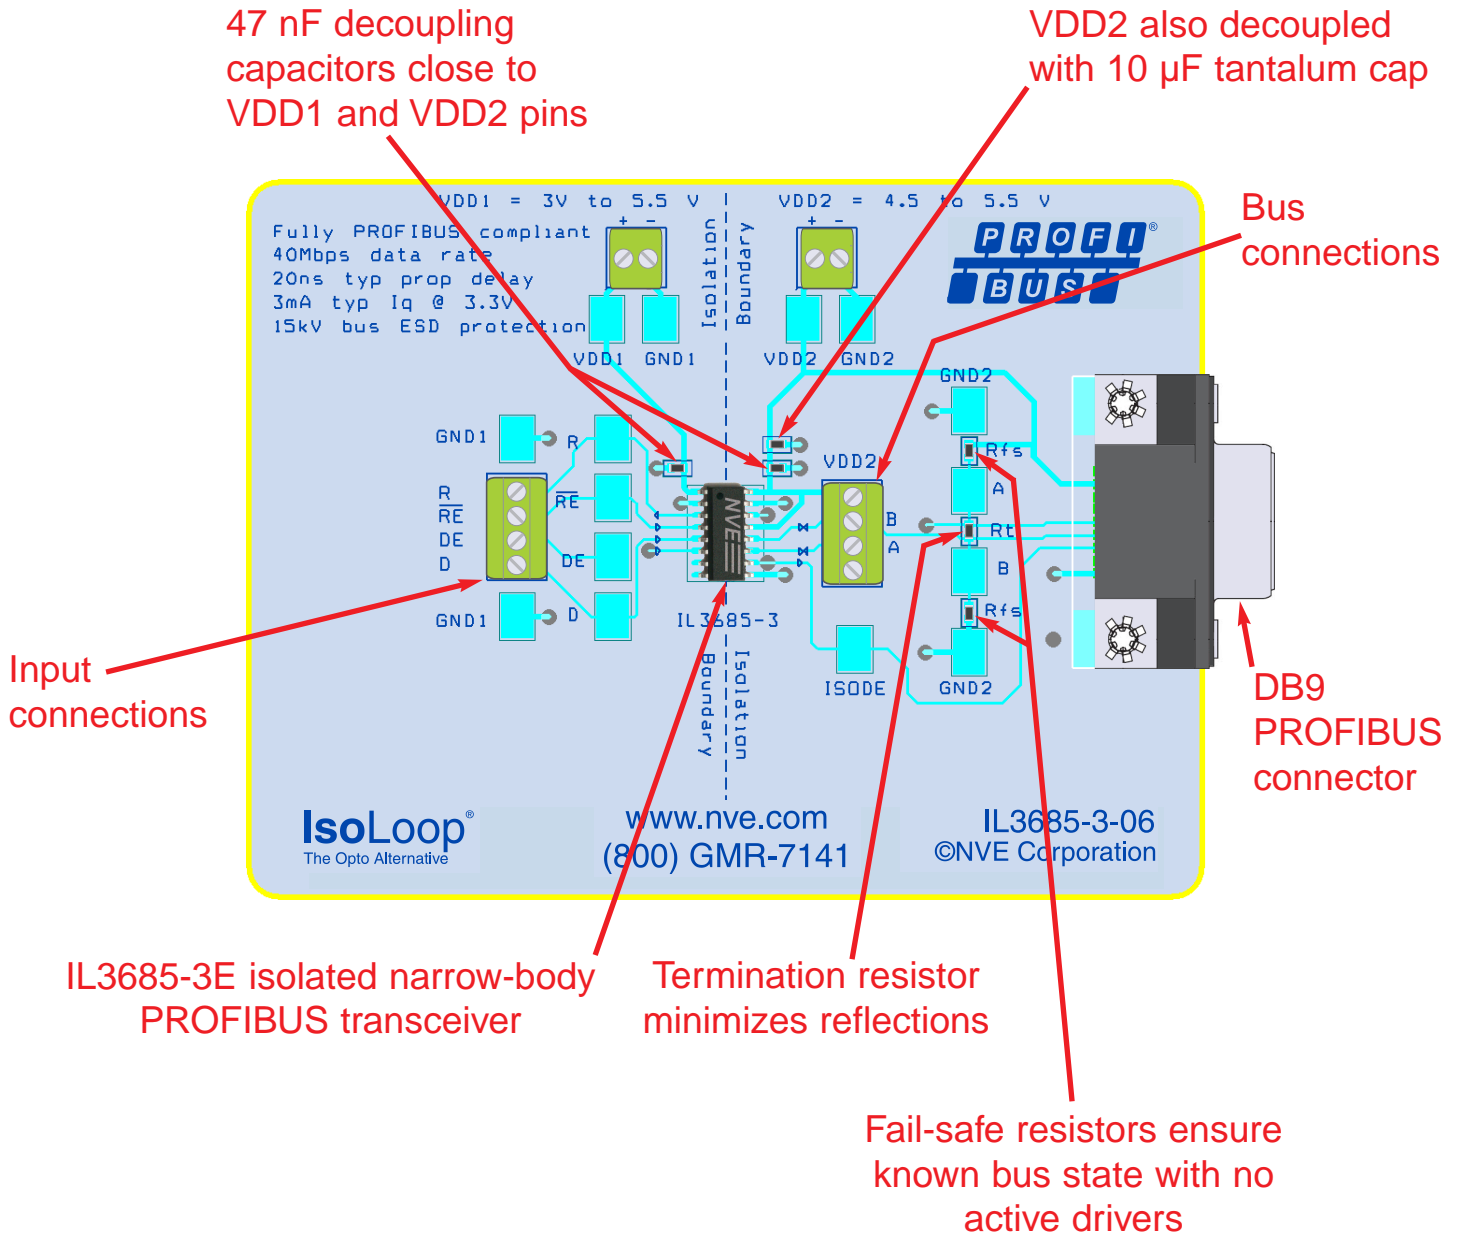 47 nF decoupling
capacitors close to
VDD1 and VDD2 pins
VDD2 also decoupled
with 10 µF tantalum cap
Bus
connections
VDD1 = 3V to 5.5 V
VDD2 = 4.5 to 5.5 V
Fully PROFIBUS compliant
40Mbps data rate
20ns typ prop delay
3mA typ Iq @ 3.3V
15kV bus ESD protection
+ -
+ -
Isolation
Boundary
PROFI®
BUS
VDD1 GND1
VDD2 GND2
GND2
GND1
R
Rfs
VDD2
A
R
R̅E̅
DE
D
R̅E̅
NVE
B
A
Rt
DE
B
GND1
D
IL3685-3
Rfs
ISODE
GND2
Boundary
Isolation
Input
connections
DB9
PROFIBUS
connector
IsoLoop®
The Opto Alternative
www.nve.com
(800) GMR-7141
IL3685-3-06
©NVE Corporation
IL3685-3E isolated narrow-body
PROFIBUS transceiver
Termination resistor
minimizes reflections
Fail-safe resistors ensure
known bus state with no
active drivers